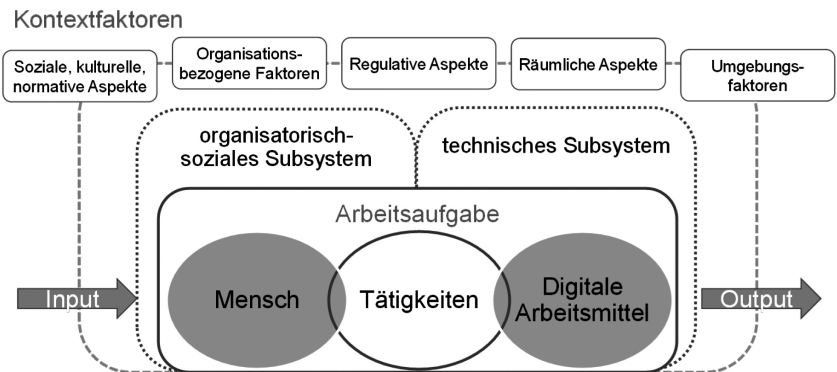 Kontextfaktoren
Soziale, kulturelle,
normative Aspekte
Organisations-
bezogene Faktoren
Regulative Aspekte
Räumliche Aspekte
Umgebungs-
faktoren
organisatorisch-
soziales Subsystem
technisches Subsystem
Arbeitsaufgabe
Input
Mensch
Tätigkeiten
Digitale
Arbeitsmittel
Output